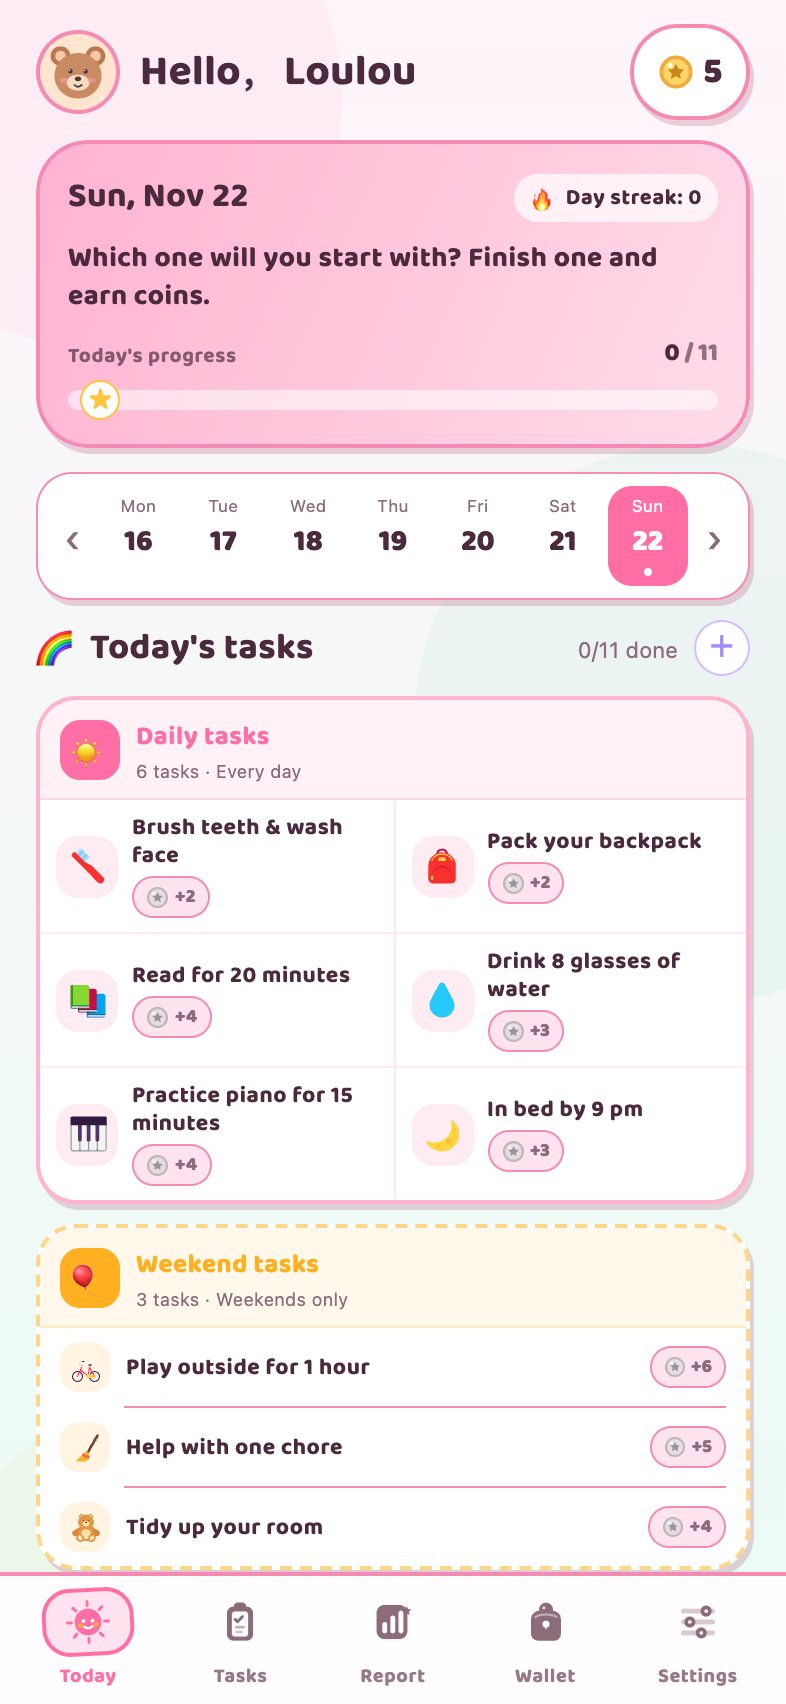 Hello, Loulou
5
Sun, Nov 22
Day streak: 0
Which one will you start with? Finish one and
earn coins.
Today's progress
0 / 11
Mon Tue Wed Thu Fri Sat Sun
‹ 16 17 18 19 20 21 22 ›
Today's tasks
0/11 done
+
Daily tasks
6 tasks · Every day
Brush teeth & wash
face
+2
Pack your backpack
+2
Read for 20 minutes
+4
Drink 8 glasses of
water
+3
Practice piano for 15
minutes
+4
In bed by 9 pm
+3
Weekend tasks
3 tasks · Weekends only
Play outside for 1 hour
+6
Help with one chore
+5
Tidy up your room
+4
Today Tasks Report Wallet Settings